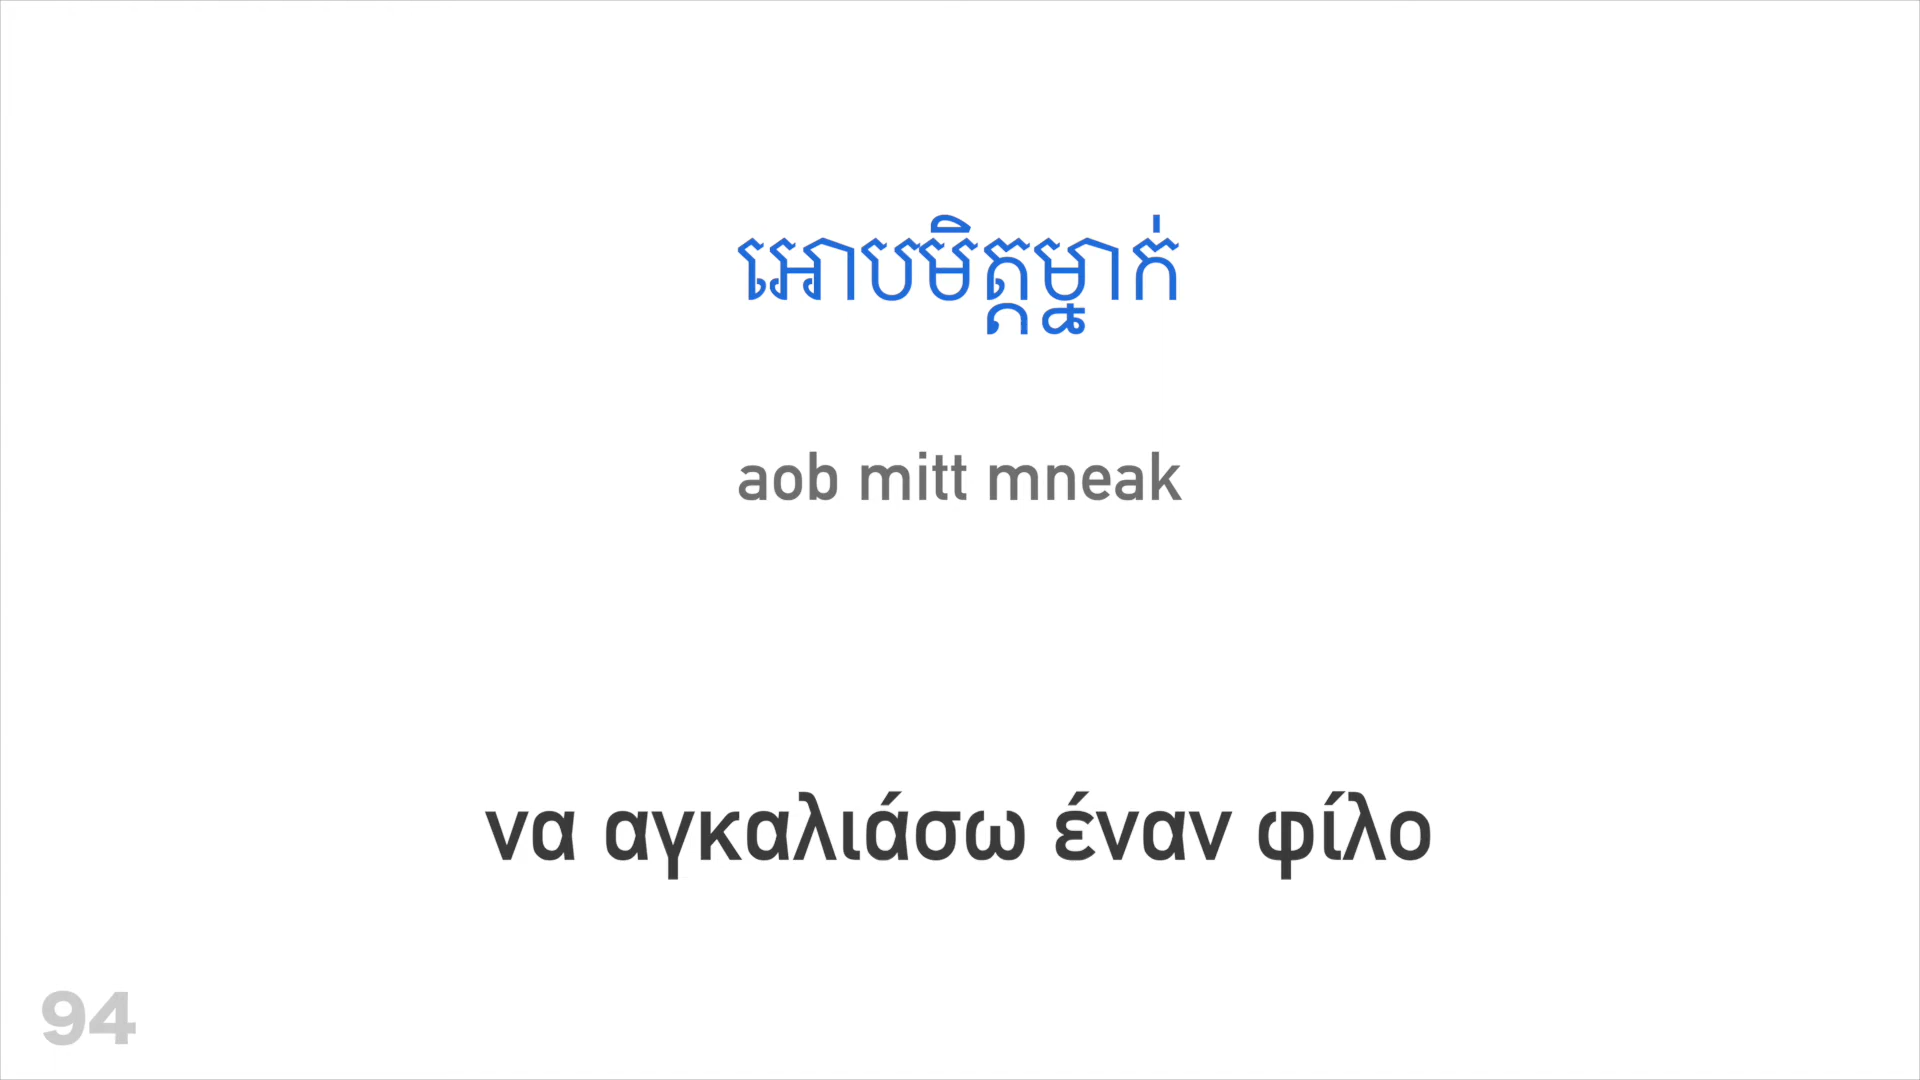 អោបមិត្តម្នាក់
aob mitt mneak
να αγκαλιάσω έναν φίλο
94